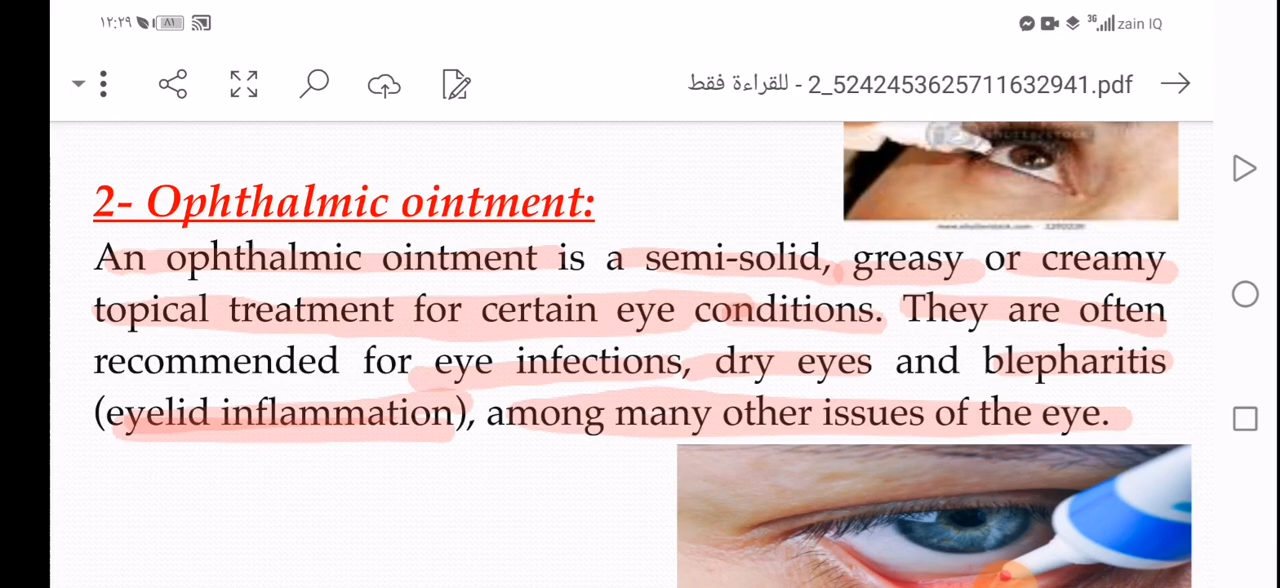 ١٢:٢٩
٨١
3G
zain IQ
2_5242453625711632941.pdf - للقراءة فقط
2- Ophthalmic ointment:
An ophthalmic ointment is a semi-solid, greasy or creamy
topical treatment for certain eye conditions. They are often
recommended for eye infections, dry eyes and blepharitis
(eyelid inflammation), among many other issues of the eye.